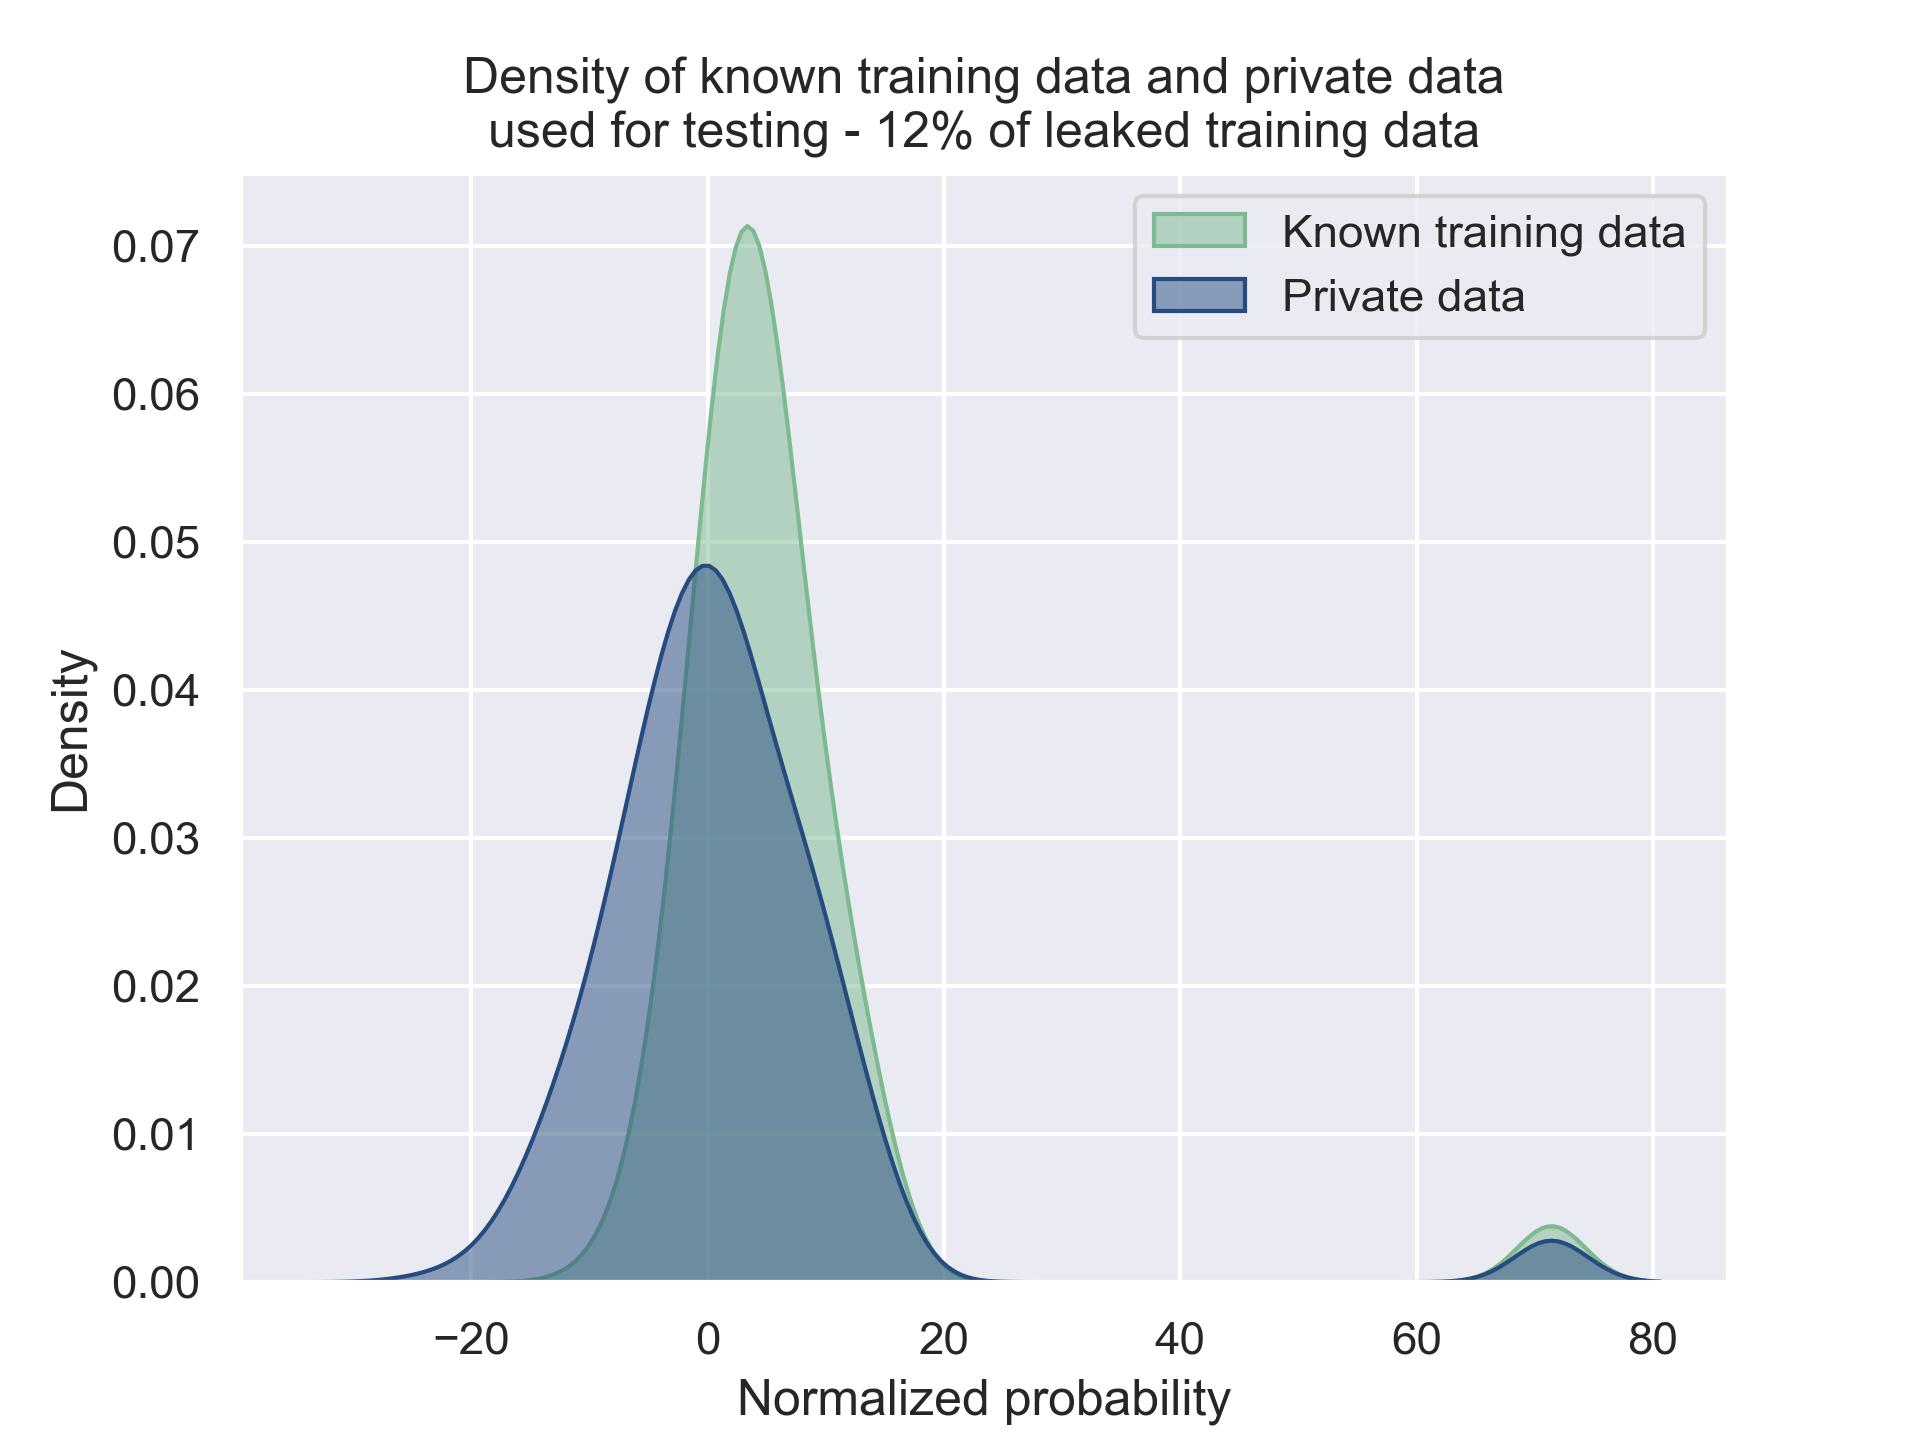 Density of known training data and private data
used for testing - 12% of leaked training data
Known training data
Private data
Density
0.07
0.06
0.05
0.04
0.03
0.02
0.01
0.00
−20 0 20 40 60 80
Normalized probability